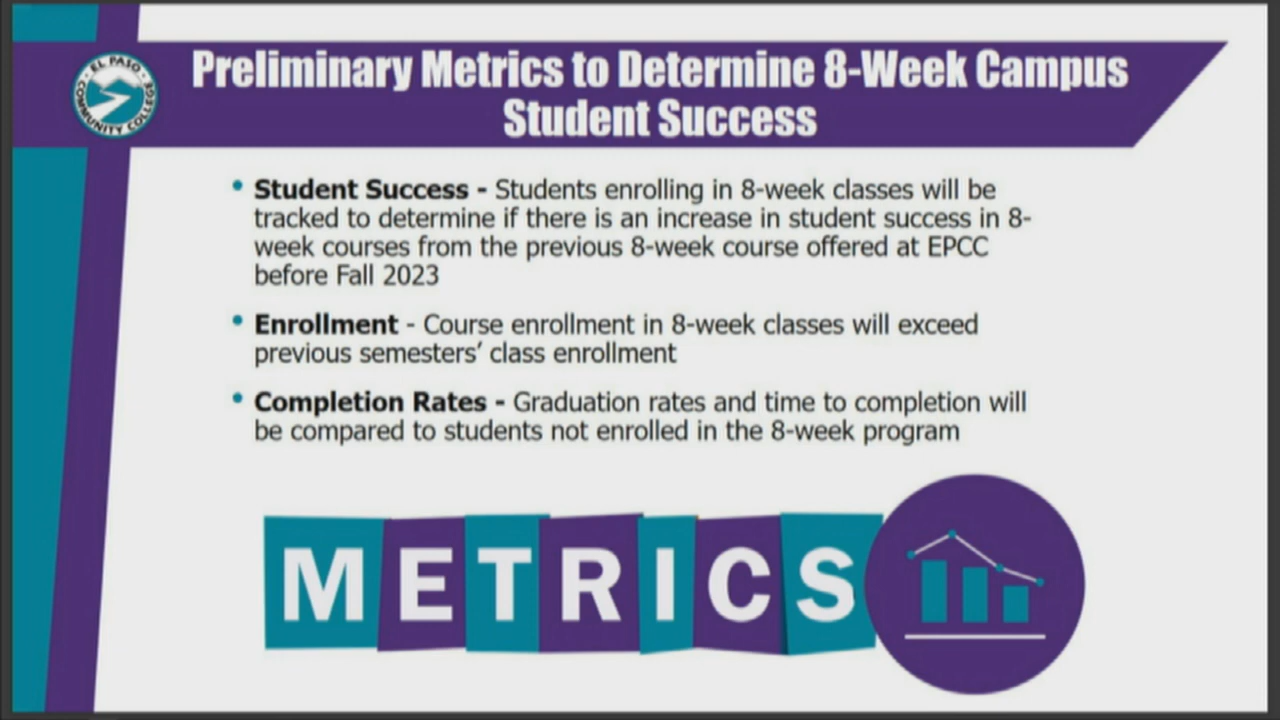 EL PASO
COMMUNITY COLLEGE
Preliminary Metrics to Determine 8-Week Campus
Student Success
• Student Success - Students enrolling in 8-week classes will be
tracked to determine if there is an increase in student success in 8-
week courses from the previous 8-week course offered at EPCC
before Fall 2023
• Enrollment - Course enrollment in 8-week classes will exceed
previous semesters’ class enrollment
• Completion Rates - Graduation rates and time to completion will
be compared to students not enrolled in the 8-week program
METRICS